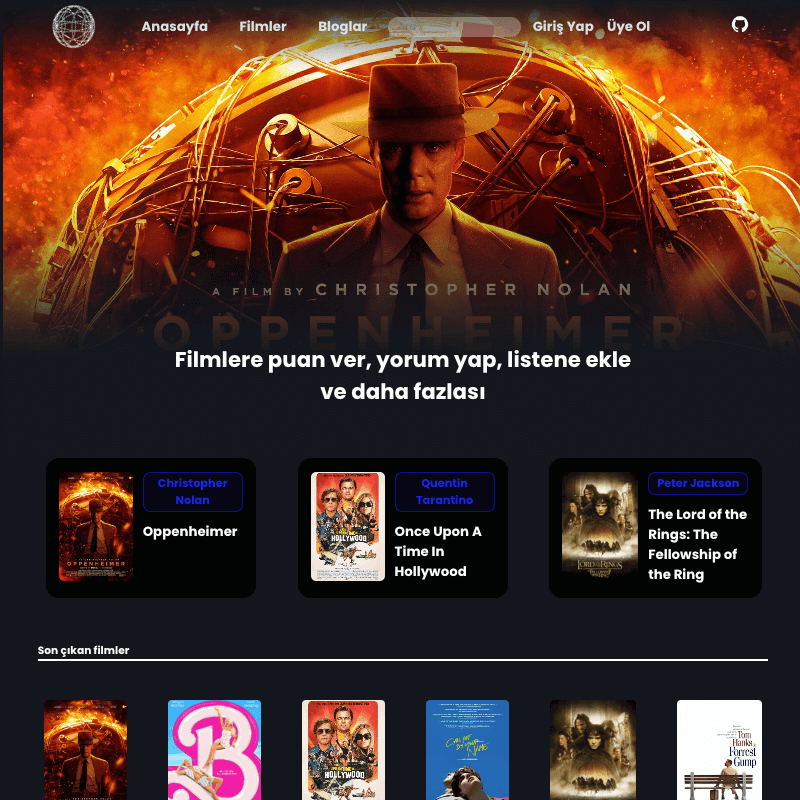 Anasayfa Filmler Bloglar Giriş Yap Üye Ol
A FILM BY CHRISTOPHER NOLAN
OPPENHEIMER
Filmlere puan ver, yorum yap, listene ekle
ve daha fazlası
Christopher
Nolan
Oppenheimer
Quentin
Tarantino
Once Upon A
Time In
Hollywood
Peter Jackson
The Lord of the
Rings: The
Fellowship of
the Ring
OPPENHEIMER
HOLLYWOOD
LORD OF THE RINGS
Son çıkan filmler
B
HOLLYWOOD
CALL ME
BY YOUR
NAME
Tom
Hanks is
Forrest
Gump